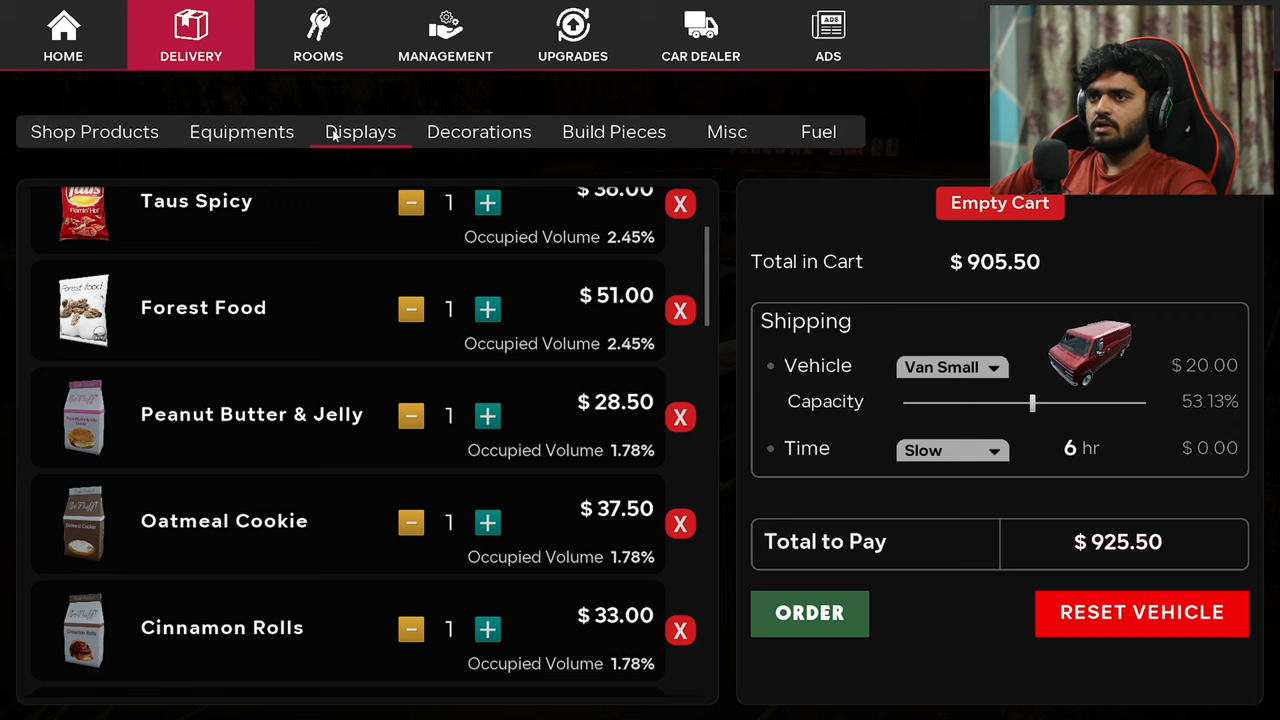 HOME
DELIVERY
ROOMS
MANAGEMENT
UPGRADES
CAR DEALER
ADS
ADS
Shop Products
Equipments
Displays
Decorations
Build Pieces
Misc
Fuel
Taus Spicy
- 1 +
$ 36.00
X
Occupied Volume 2.45%
Forest Food
- 1 +
$ 51.00
X
Occupied Volume 2.45%
Peanut Butter & Jelly
- 1 +
$ 28.50
X
Occupied Volume 1.78%
Oatmeal Cookie
- 1 +
$ 37.50
X
Occupied Volume 1.78%
Cinnamon Rolls
- 1 +
$ 33.00
X
Occupied Volume 1.78%
Empty Cart
Total in Cart $ 905.50
Shipping
Vehicle Van Small $ 20.00
Capacity 53.13%
Time Slow 6 hr $ 0.00
Total to Pay $ 925.50
ORDER
RESET VEHICLE